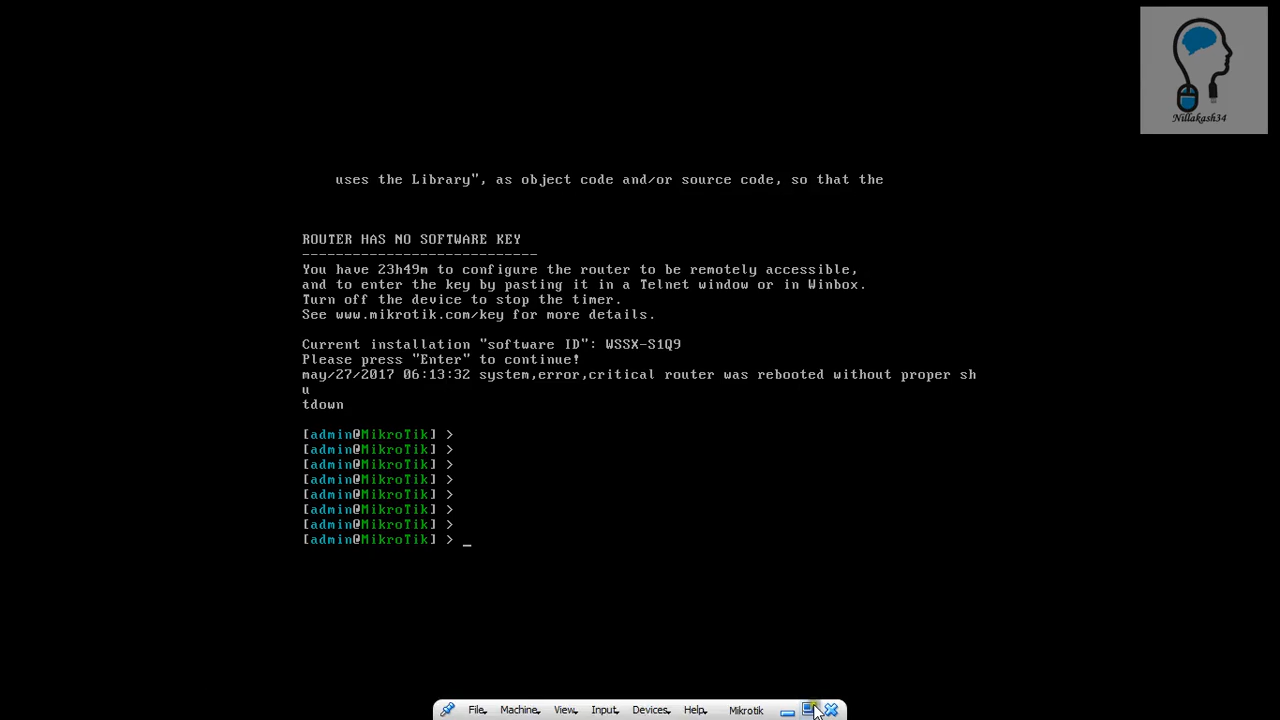 Nillakash34
uses the Library", as object code and/or source code, so that the
ROUTER HAS NO SOFTWARE KEY
----------------------------
You have 23h49m to configure the router to be remotely accessible,
and to enter the key by pasting it in a Telnet window or in Winbox.
Turn off the device to stop the timer.
See www.mikrotik.com/key for more details.
Current installation "software ID": WSSX-S1Q9
Please press "Enter" to continue!
may/27/2017 06:13:32 system,error,critical router was rebooted without proper sh
u
tdown
[admin@MikroTik] >
[admin@MikroTik] >
[admin@MikroTik] >
[admin@MikroTik] >
[admin@MikroTik] >
[admin@MikroTik] >
[admin@MikroTik] >
[admin@MikroTik] > _
File Machine View Input Devices Help Mikrotik